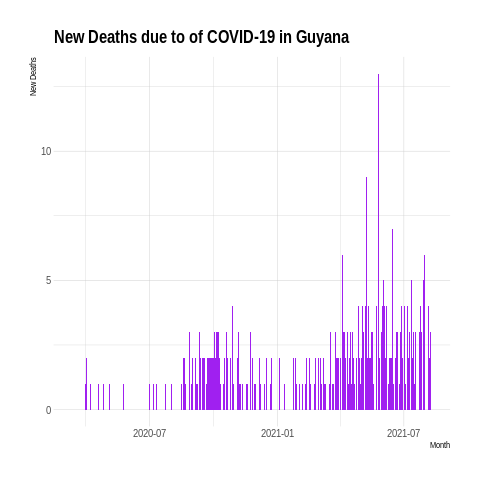 New Deaths due to of COVID-19 in Guyana
New Deaths
10
5
0
2020-07
2021-01
2021-07
Month